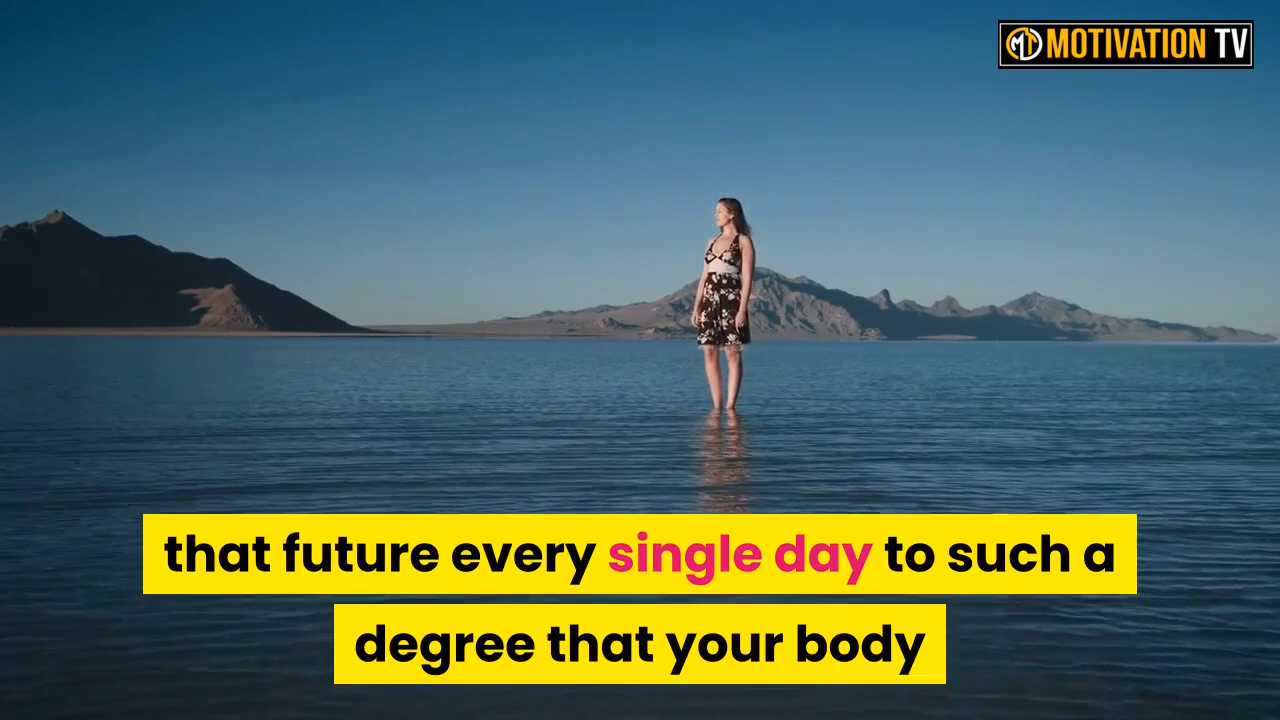 MOTIVATION TV
that future every single day to such a
degree that your body